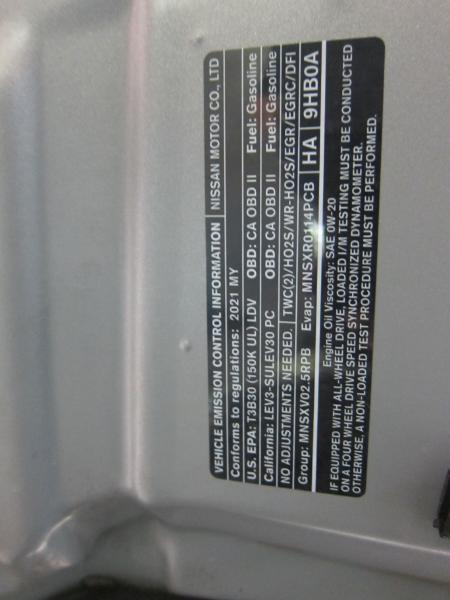 VEHICLE EMISSION CONTROL INFORMATION NISSAN MOTOR CO., LTD
Conforms to regulations: 2021 MY
U.S. EPA: T3B30 (150K UL) LDV OBD: CA OBD II Fuel: Gasoline
California: LEV3-SULEV30 PC OBD: CA OBD II Fuel: Gasoline
NO ADJUSTMENTS NEEDED. TWC(2)/HO2S/WR-HO2S/EGR/EGRC/DFI
Group: MNSXV02.5RPB Evap: MNSXR0114PCB HA 9HB0A
Engine Oil Viscosity: SAE 0W-20
IF EQUIPPED WITH ALL-WHEEL DRIVE, LOADED I/M TESTING MUST BE CONDUCTED
ON A FOUR WHEEL DRIVE SPEED SYNCHRONIZED DYNAMOMETER.
OTHERWISE, A NON-LOADED TEST PROCEDURE MUST BE PERFORMED.